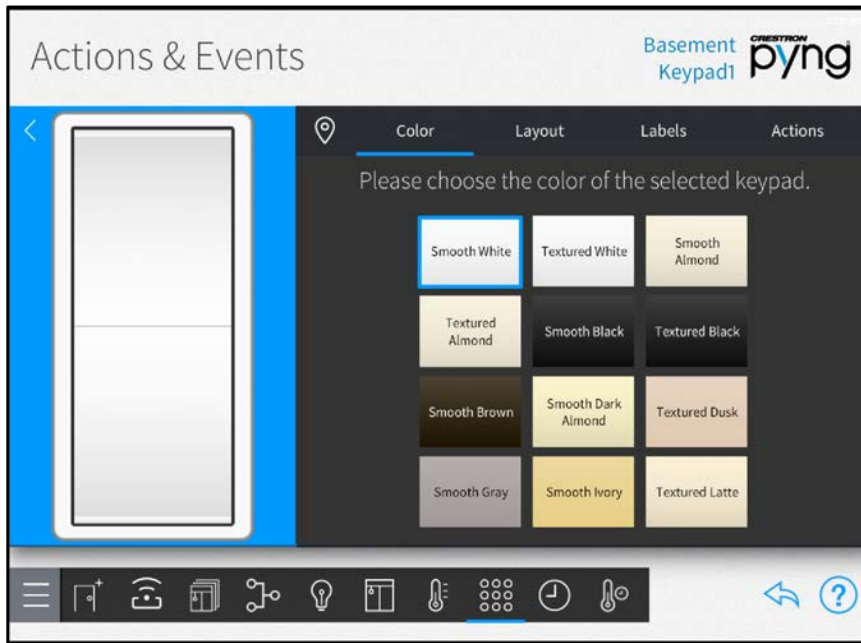 Actions & Events
Basement
Keypad1
CRESTRON
pyng
Color
Layout
Labels
Actions
Please choose the color of the selected keypad.
Smooth White
Textured White
Smooth
Almond
Textured
Almond
Smooth Black
Textured Black
Smooth Brown
Smooth Dark
Almond
Textured Dusk
Smooth Gray
Smooth Ivory
Textured Latte
?